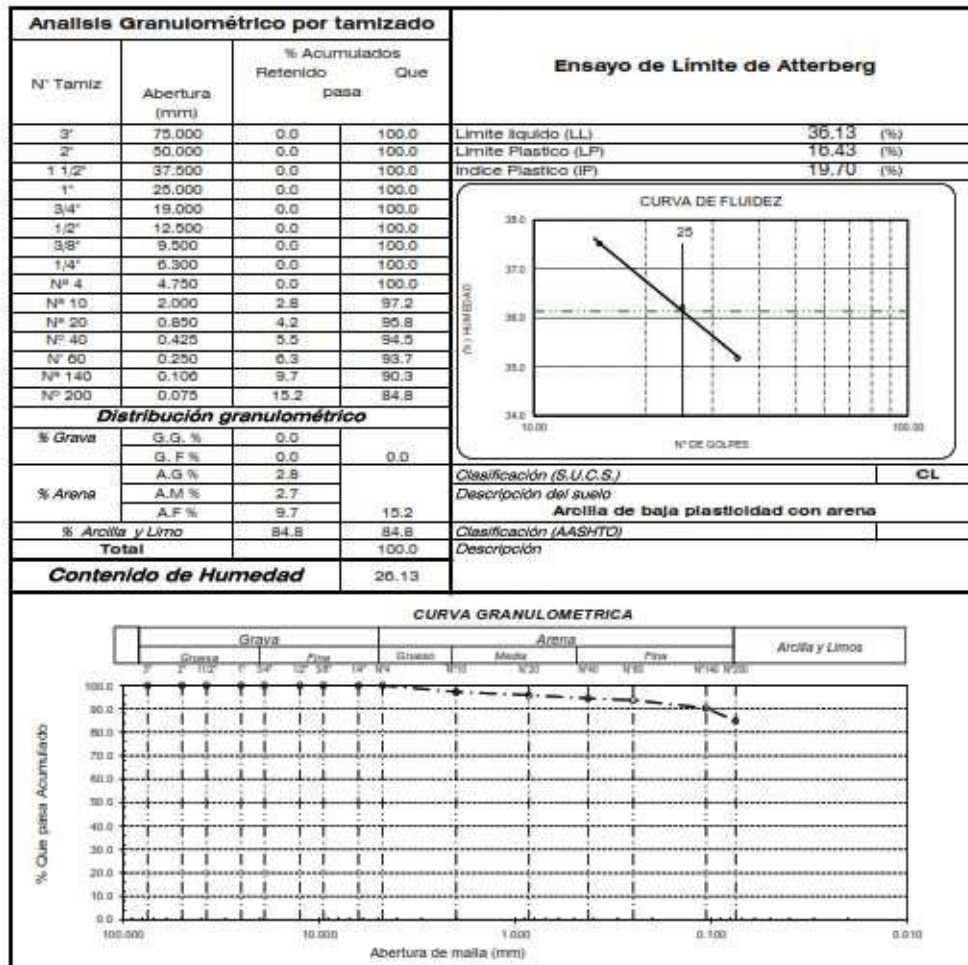 Analisis Granulométrico por tamizado
N° Tamiz
Abertura (mm)
% Acumulados
Retenido Que pasa
3" 75.000 0.0 100.0
2" 50.000 0.0 100.0
1 1/2" 37.500 0.0 100.0
1" 25.000 0.0 100.0
3/4" 19.000 0.0 100.0
1/2" 12.500 0.0 100.0
3/8" 9.500 0.0 100.0
1/4" 6.300 0.0 100.0
Nº 4 4.750 0.0 100.0
Nº 10 2.000 2.8 97.2
Nº 20 0.850 4.2 95.8
Nº 40 0.425 5.5 94.5
N° 60 0.250 6.3 93.7
Nº 140 0.106 9.7 90.3
Nº 200 0.075 15.2 84.8
Distribución granulométrico
% Grava G.G. % 0.0
G. F % 0.0 0.0
A.G % 2.8
% Arena A.M % 2.7
A.F % 9.7 15.2
% Arcilla y Limo 84.8 84.8
Total 100.0
Contenido de Humedad 26.13
Ensayo de Límite de Atterberg
Limite liquido (LL) 36.13 (%)
Limite Plastico (LP) 16.43 (%)
Indice Plastico (IP) 19.70 (%)
CURVA DE FLUIDEZ
25
38.0
37.0
36.0
35.0
34.0
(%) HUMEDAD
10.00 100.00
N° DE GOLPES
Clasificación (S.U.C.S.) CL
Descripción del suelo
Arcilla de baja plasticidad con arena
Clasificación (AASHTO)
Descripción
CURVA GRANULOMETRICA
Grava Arena Arcilla y Limos
Gruesa Fina Grueso Media Fina
3" 2" 11/2" 1" 3/4" 1/2" 3/8" 1/4" N°4 N°10 N°20 N°40 N°60 N°140 N°200
100.0
90.0
80.0
70.0
60.0
50.0
40.0
30.0
20.0
10.0
0.0
% Que pasa Acumulado
100.000 10.000 1.000 0.100 0.010
Abertura de malla (mm)